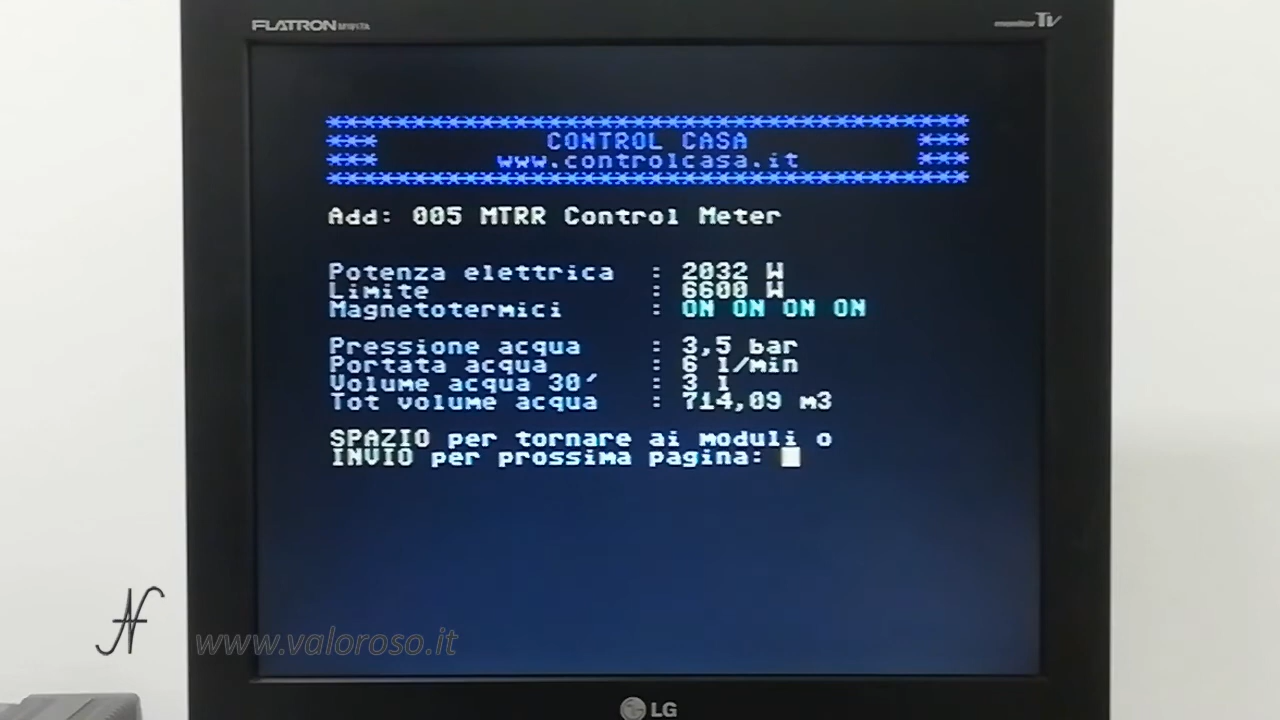 FLATRON M1917A
monitor TV
***************************************
*** CONTROL CASA ***
*** www.controlcasa.it ***
***************************************
Add: 005 MTRR Control Meter
Potenza elettrica : 2032 W
Limite : 6600 W
Magnetotermici : ON ON ON ON
Pressione acqua : 3,5 bar
Portata acqua : 6 l/min
Volume acqua 30' : 3 l
Tot volume acqua : 714,09 m3
SPAZIO per tornare ai moduli o
INVIO per prossima pagina:
www.valoroso.it
LG